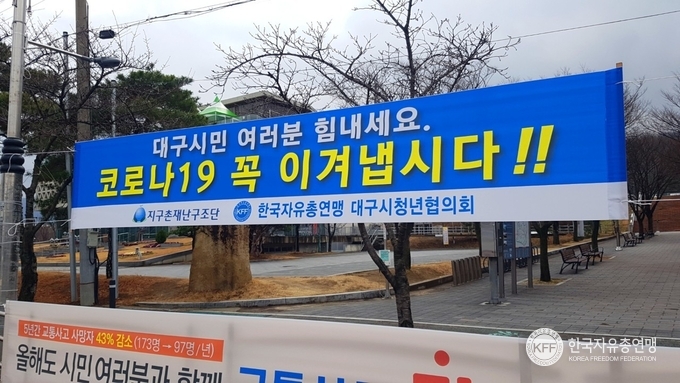 대구시민 여러분 힘내세요.
코로나19 꼭 이겨냅시다!!
지구촌재난구조단 KFF 한국자유총연맹 대구시청년협의회
5년간 교통사고 사망자 43% 감소 (173명 → 97명/년)
올해도 시민 여러분과 함께
KFF 한국자유총연맹
KOREA FREEDOM FEDERATION